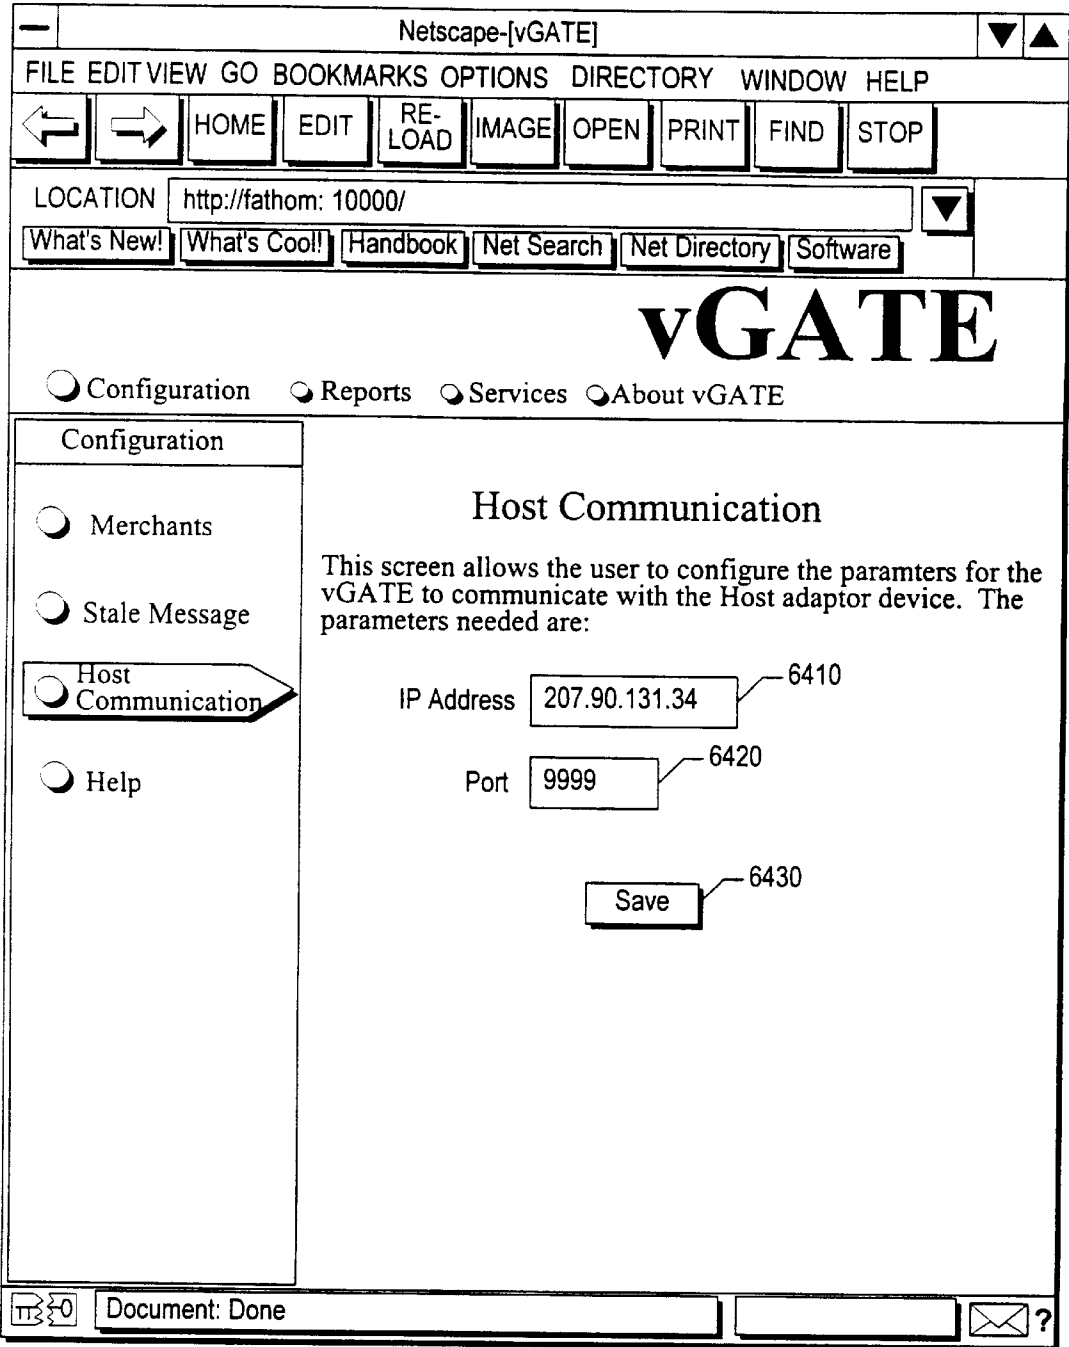 Netscape-[vGATE]
FILE EDIT VIEW GO BOOKMARKS OPTIONS DIRECTORY WINDOW HELP
HOME EDIT RE-LOAD IMAGE OPEN PRINT FIND STOP
LOCATION http://fathom: 10000/
What's New! What's Cool! Handbook Net Search Net Directory Software
vGATE
Configuration Reports Services About vGATE
Configuration
Merchants
Stale Message
Host
Communication
Help
Host Communication
This screen allows the user to configure the paramters for the
vGATE to communicate with the Host adaptor device. The
parameters needed are:
IP Address 207.90.131.34 6410
Port 9999 6420
Save 6430
Document: Done
?